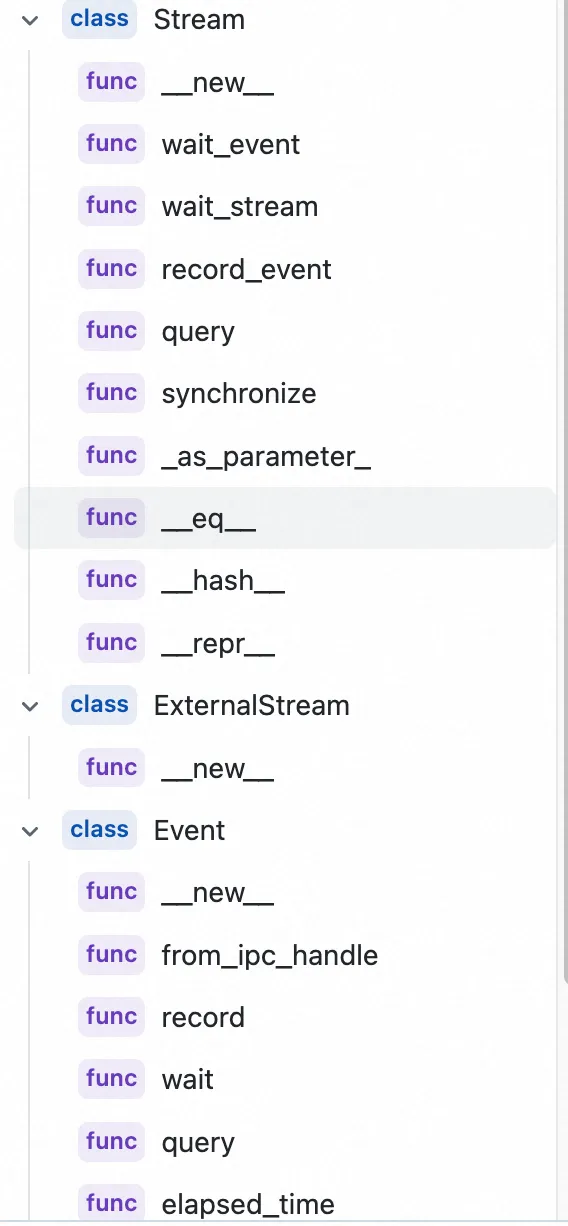 class Stream
func __new__
func wait_event
func wait_stream
func record_event
func query
func synchronize
func _as_parameter_
func __eq__
func __hash__
func __repr__
class ExternalStream
func __new__
class Event
func __new__
func from_ipc_handle
func record
func wait
func query
func elapsed_time